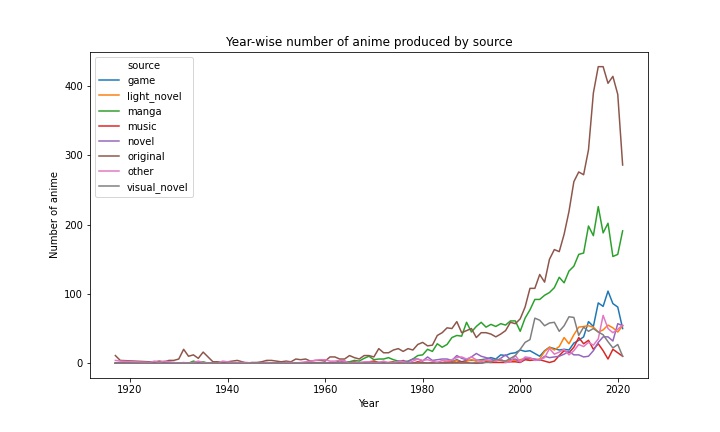 Year-wise number of anime produced by source
source
game
light_novel
manga
music
novel
original
other
visual_novel
Number of anime
400
300
200
100
0
1920
1940
1960
1980
2000
2020
Year